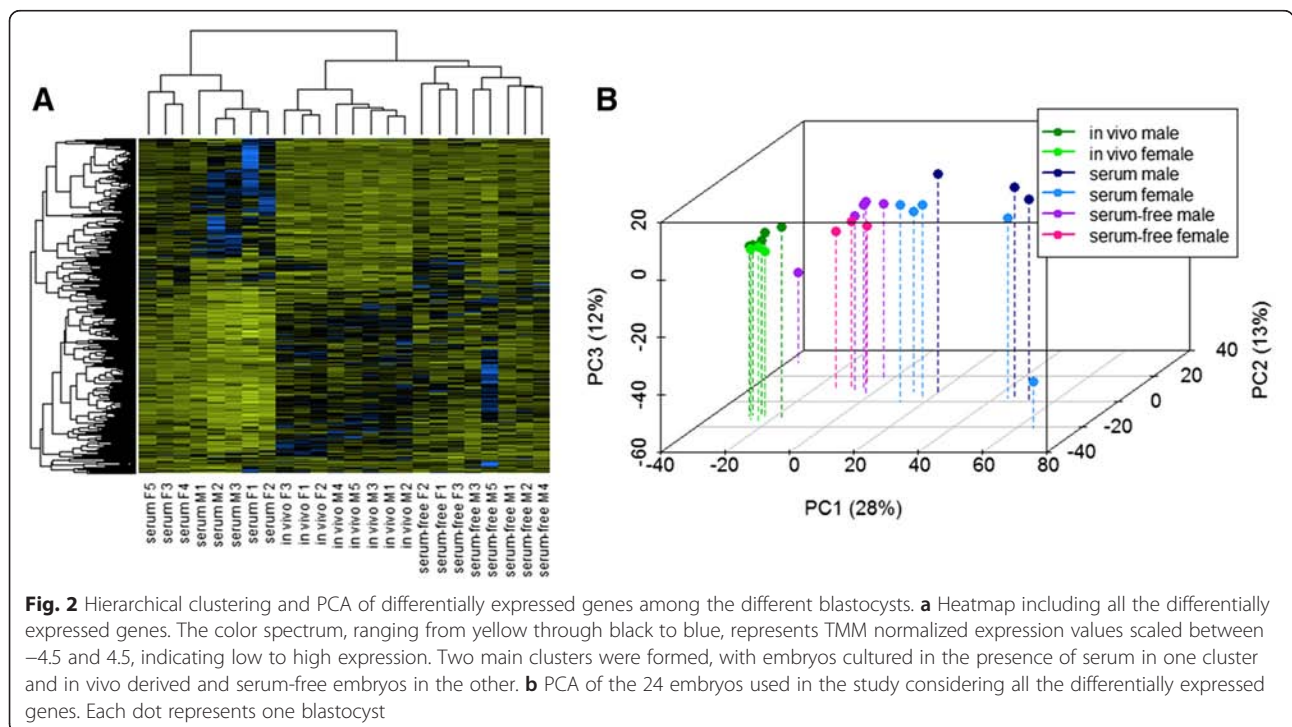 A
serum F5
serum F3
serum F4
serum M1
serum M2
serum M3
serum F1
serum F2
in vivo F3
in vivo F1
in vivo F2
in vivo M4
in vivo M5
in vivo M3
in vivo M1
in vivo M2
serum-free F2
serum-free F1
serum-free F3
serum-free M3
serum-free M5
serum-free M1
serum-free M2
serum-free M4
B
in vivo male
in vivo female
serum male
serum female
serum-free male
serum-free female
PC3 (12%)
20
0
-20
-40
-60
-40
-20
0
20
40
60
80
PC1 (28%)
-40
-20
0
20
40
PC2 (13%)
Fig. 2 Hierarchical clustering and PCA of differentially expressed genes among the different blastocysts. a Heatmap including all the differentially
expressed genes. The color spectrum, ranging from yellow through black to blue, represents TMM normalized expression values scaled between
−4.5 and 4.5, indicating low to high expression. Two main clusters were formed, with embryos cultured in the presence of serum in one cluster
and in vivo derived and serum-free embryos in the other. b PCA of the 24 embryos used in the study considering all the differentially expressed
genes. Each dot represents one blastocyst